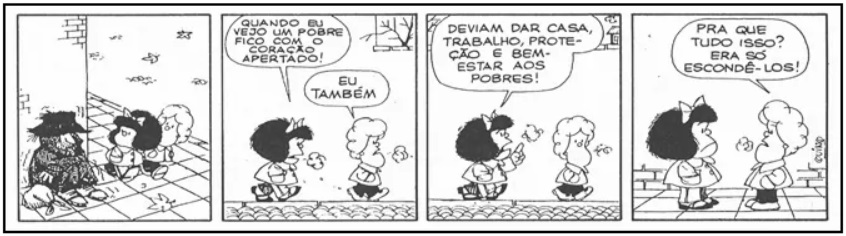 QUANDO EU
VEJO UM POBRE
FICO COM O
CORAÇÃO
APERTADO!
EU
TAMBÉM
DEVIAM DAR CASA,
TRABALHO, PROTE-
ÇÃO E BEM-
ESTAR AOS
POBRES!
PRA QUE
TUDO ISSO?
ERA SÓ
ESCONDÊ-LOS!
QUINO